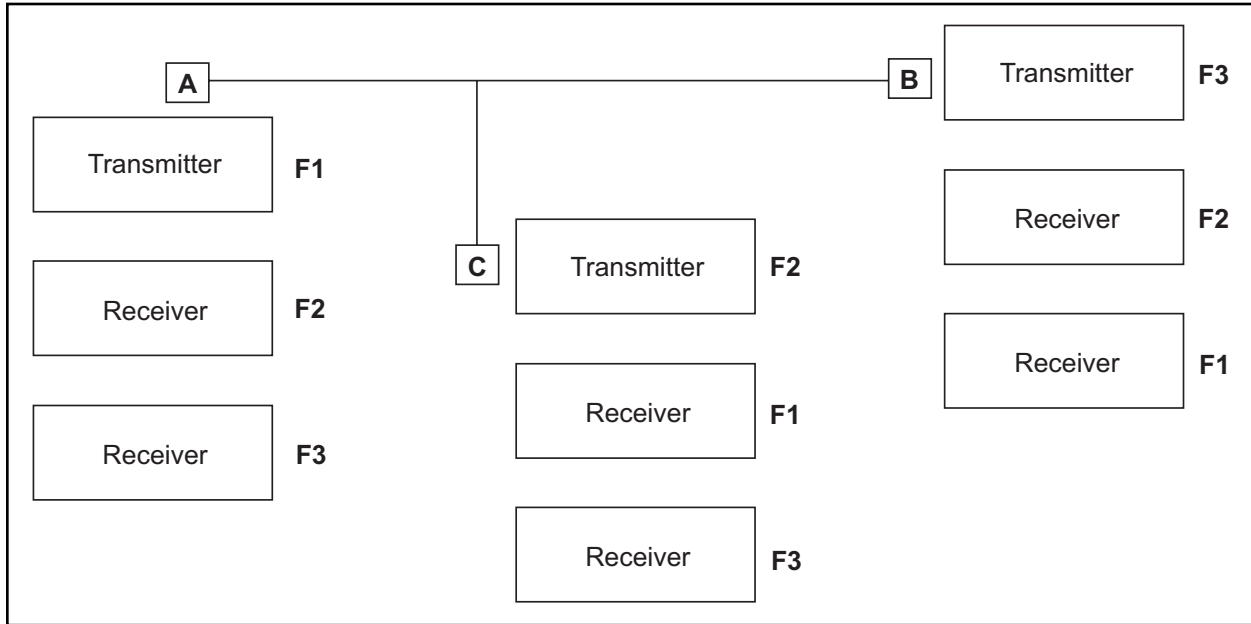 A
Transmitter F1
Receiver F2
Receiver F3
C
Transmitter F2
Receiver F1
Receiver F3
B
Transmitter F3
Receiver F2
Receiver F1